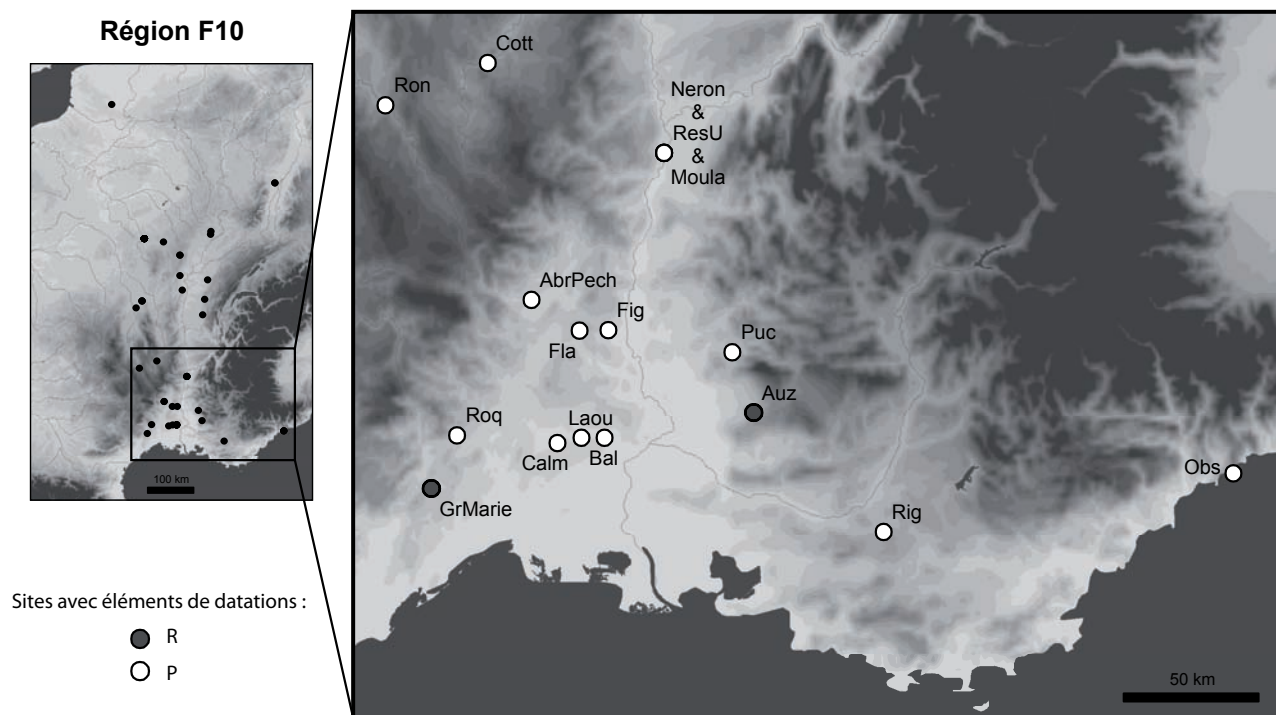 Région F10
100 km
Sites avec éléments de datations :
R
P
Cott
Ron
Neron
&
ResU
&
Moula
AbrPech
Fig
Fla
Puc
Auz
Roq
Laou
Calm
Bal
GrMarie
Obs
Rig
50 km